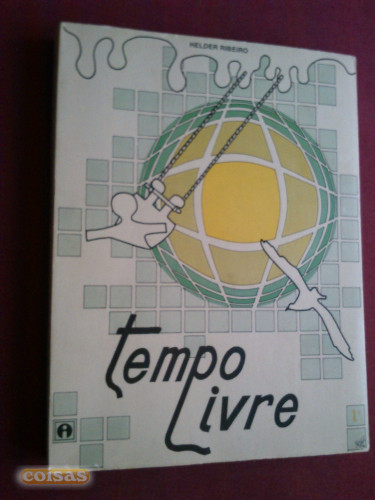 HELDER RIBEIRO
tempo
Livre
coisas